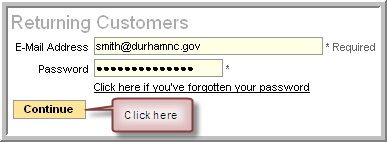 Returning Customers
E-Mail Address smith@durhamnc.gov * Required
Password ●●●●●●●●●●●●●● *
Click here if you've forgotten your password
Continue Click here